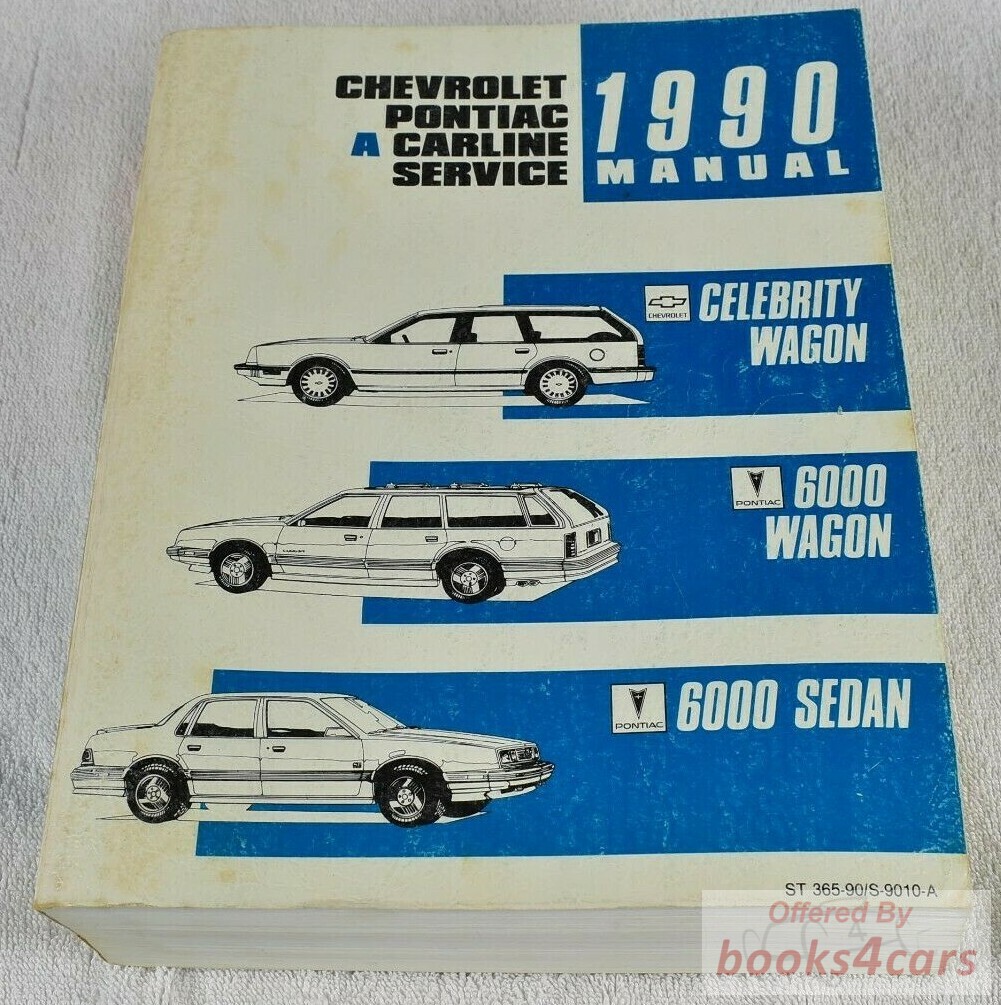 CHEVROLET
PONTIAC
A CARLINE
SERVICE
1990
MANUAL
CHEVROLET
CELEBRITY
WAGON
PONTIAC
6000
WAGON
PONTIAC
6000 SEDAN
ST 365-90/S-9010-A
Offered By
books4cars